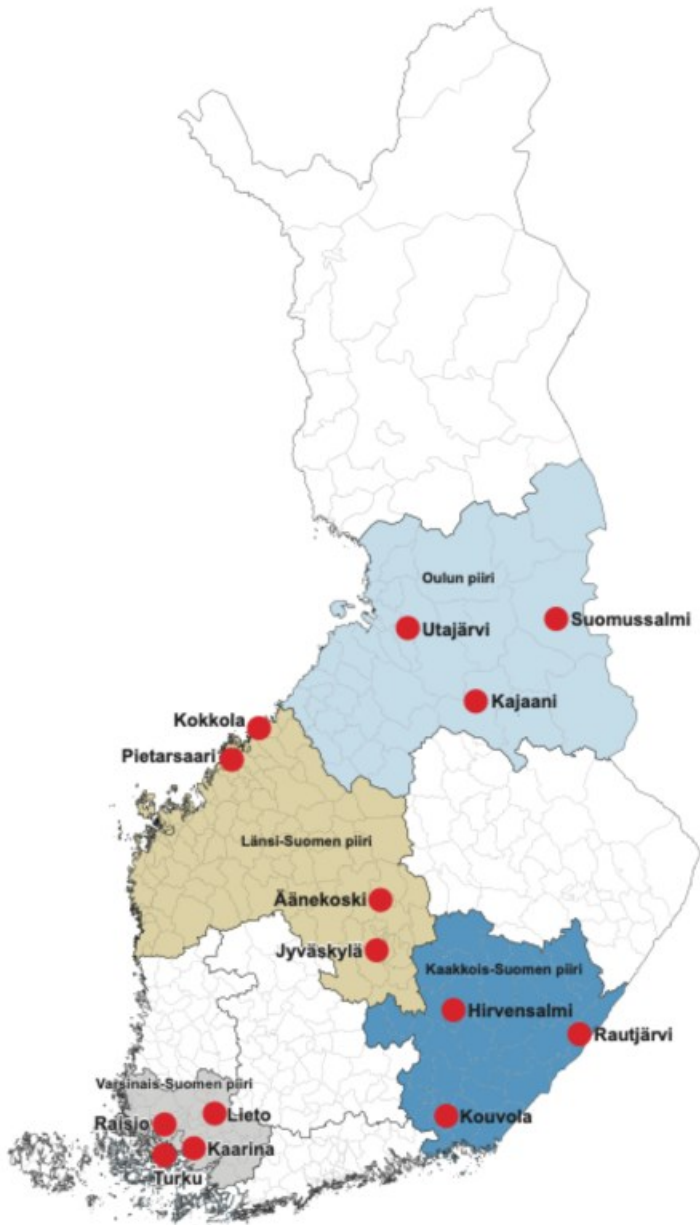 Oulun piiri
Suomussalmi
Utajärvi
Kajaani
Kokkola
Pietarsaari
Länsi-Suomen piiri
Äänekoski
Jyväskylä
Kaakkois-Suomen piiri
Hirvensalmi
Rautjärvi
Varsinais-Suomen piiri
Lieto
Kouvola
Raisio
Kaarina
Turku